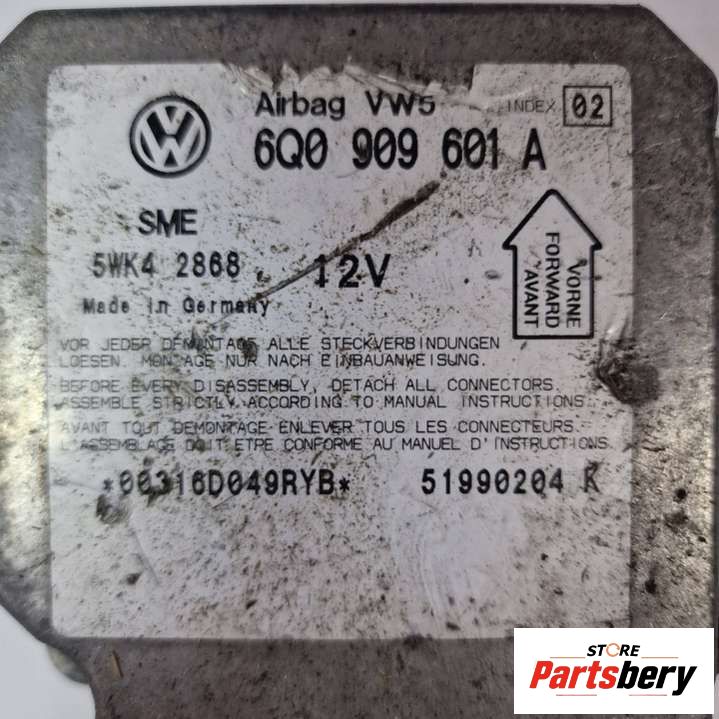 Airbag VW5 INDEX 02
6Q0 909 601 A
SME
5WK4 2868 12V
Made in Germany
VORNE
FORWARD
AVANT
VOR JEDER DEMONTAGE ALLE STECKVERBINDUNGEN
LOESEN. MONTAGE NUR NACH EINBAUANWEISUNG.
BEFORE EVERY DISASSEMBLY, DETACH ALL CONNECTORS.
ASSEMBLE STRICTLY ACCORDING TO MANUAL INSTRUCTIONS.
AVANT TOUT DEMONTAGE ENLEVER TOUS LES CONNECTEURS.
L'ASSEMBLAGE DOIT ETPE CONFORME AU MANUEL D'INSTRUCTIONS.
*00316D049RYB* 51990204 K
STORE
Partsbery